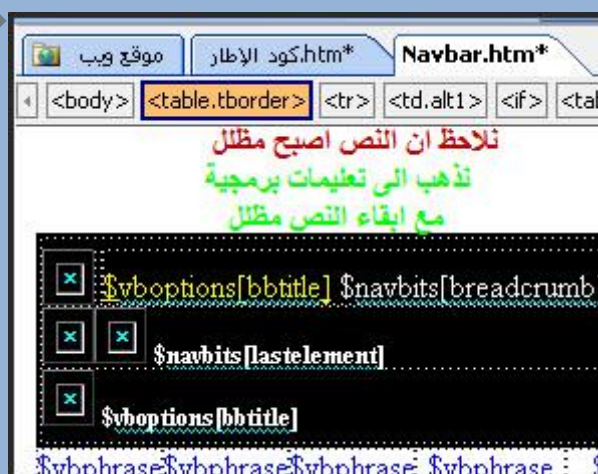 موقع ويب كود الإطار.htm* Navbar.htm*
<body> <table.tborder> <tr> <td.alt1> <if>
نلاحظ ان النص اصبح مظلل
نذهب الى تعليمات برمجية
مع ابقاء النص مظلل
$vboptions[bbtitle] $navbits[breadcrumb
$navbits[lastelement]
$vboptions[bbtitle]
$vbphrase$vbphrase$vbphrase $vbphrase